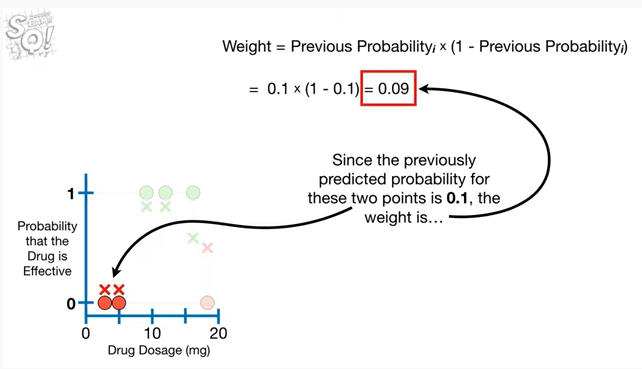 SQ!
Weight = Previous Probabilityi x (1 - Previous Probabilityi)
= 0.1 x (1 - 0.1) = 0.09
Since the previously
predicted probability for
these two points is 0.1, the
weight is...
1
Probability
that the
Drug is
Effective
0
0 10 20
Drug Dosage (mg)